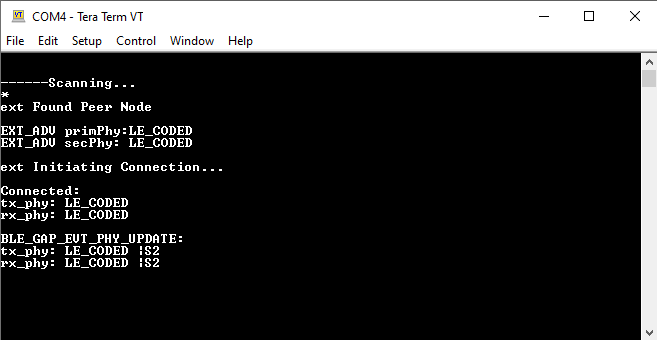 COM4 - Tera Term VT
File Edit Setup Control Window Help
------Scanning...
*
ext Found Peer Node
EXT_ADV primPhy:LE_CODED
EXT_ADV secPhy: LE_CODED
ext Initiating Connection...
Connected:
tx_phy: LE_CODED
rx_phy: LE_CODED
BLE_GAP_EVT_PHY_UPDATE:
tx_phy: LE_CODED |S2
rx_phy: LE_CODED |S2